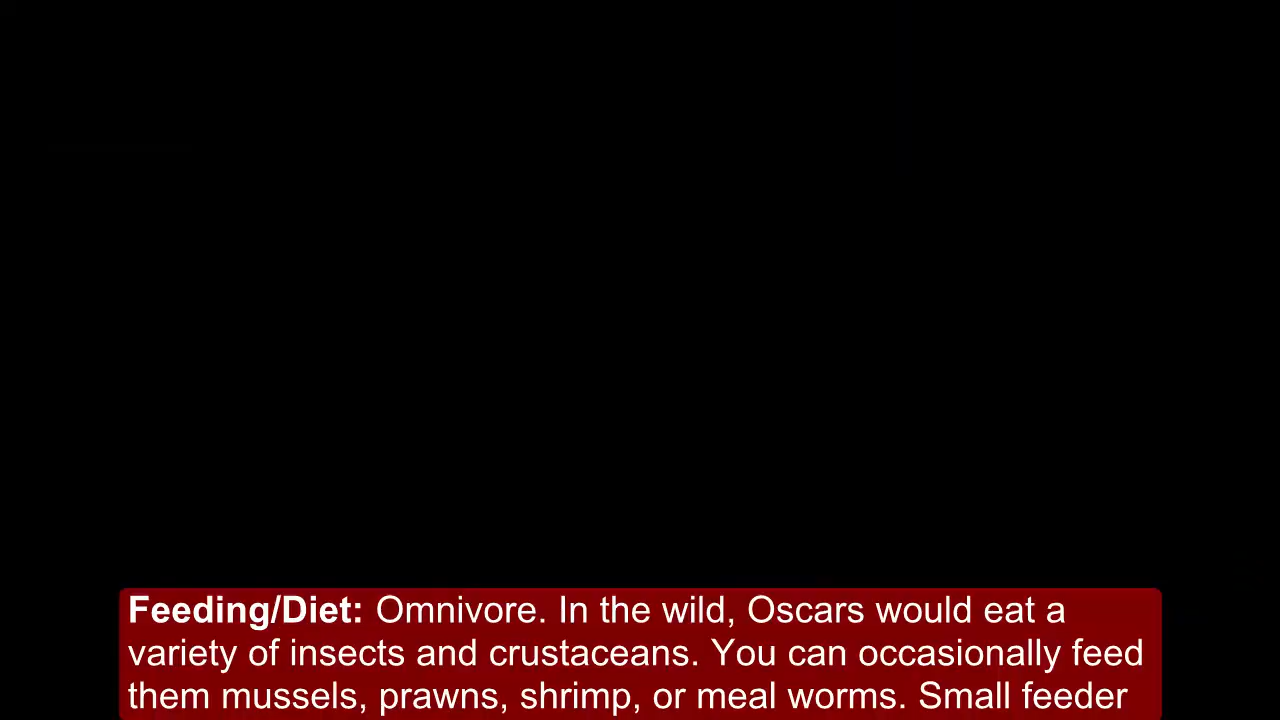 Feeding/Diet: Omnivore. In the wild, Oscars would eat a
variety of insects and crustaceans. You can occasionally feed
them mussels, prawns, shrimp, or meal worms. Small feeder